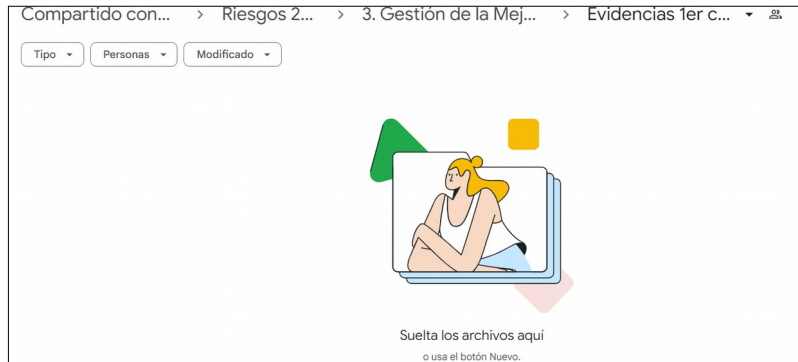 Compartido con... > Riesgos 2... > 3. Gestión de la Mej... > Evidencias 1er c...
Tipo Personas Modificado
Suelta los archivos aquí
o usa el botón Nuevo.